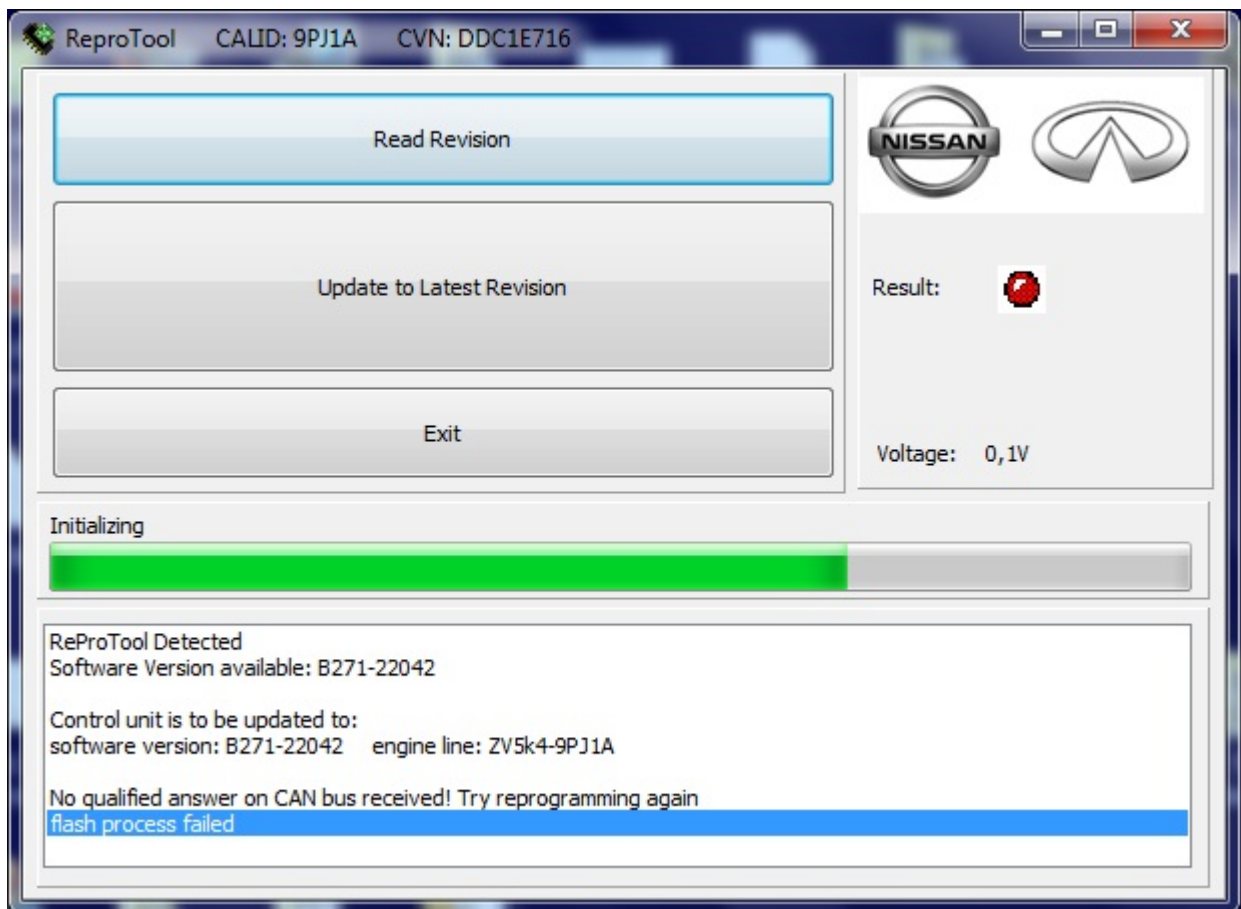 ReproTool CALID: 9PJ1A CVN: DDC1E716
Read Revision
Update to Latest Revision
Exit
NISSAN
Result:
Voltage: 0,1V
Initializing
ReProTool Detected
Software Version available: B271-22042
Control unit is to be updated to:
software version: B271-22042 engine line: ZV5k4-9PJ1A
No qualified answer on CAN bus received! Try reprogramming again
flash process failed